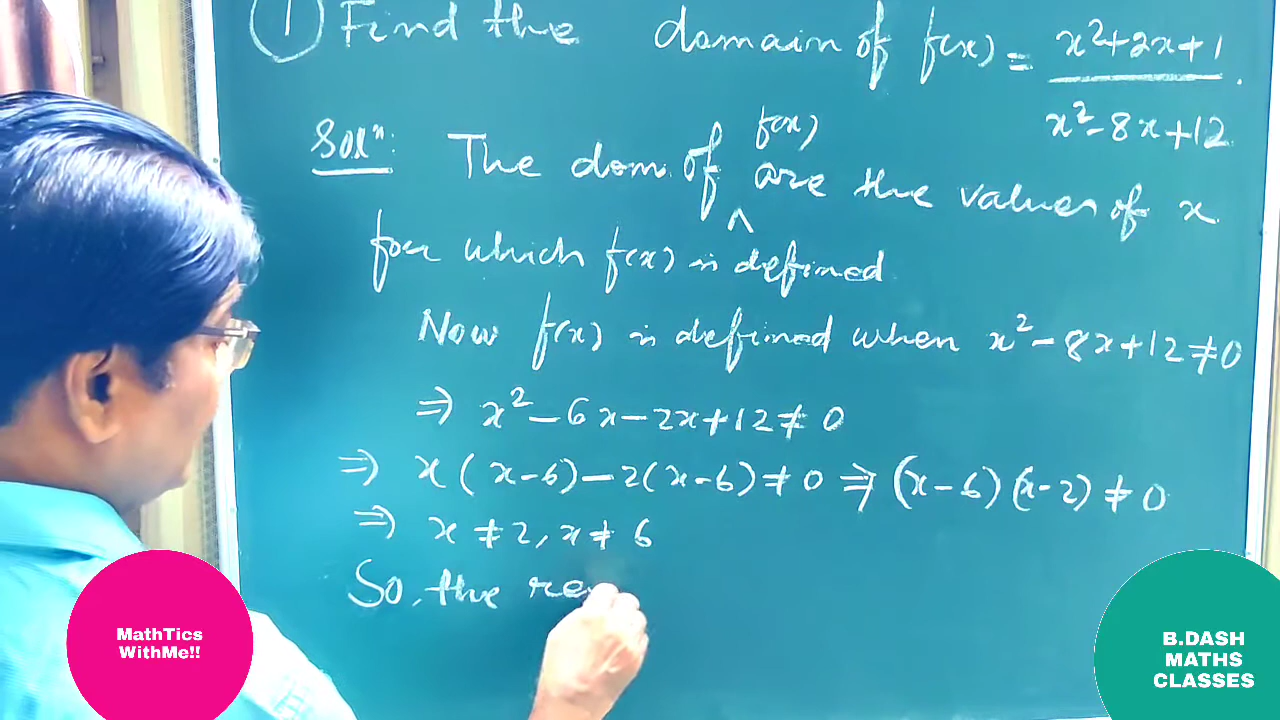 ① Find the domain of f(x) = x²+2x+1 / x²-8x+12.
Solⁿ: The dom. of f(x) are the values of x
for which f(x) is defined
Now f(x) is defined when x²-8x+12≠0
⇒ x²-6x-2x+12≠0
⇒ x(x-6)-2(x-6)≠0 ⇒ (x-6)(x-2)≠0
⇒ x≠2, x≠6
So, the re
MathTics
WithMe!!
B.DASH
MATHS
CLASSES